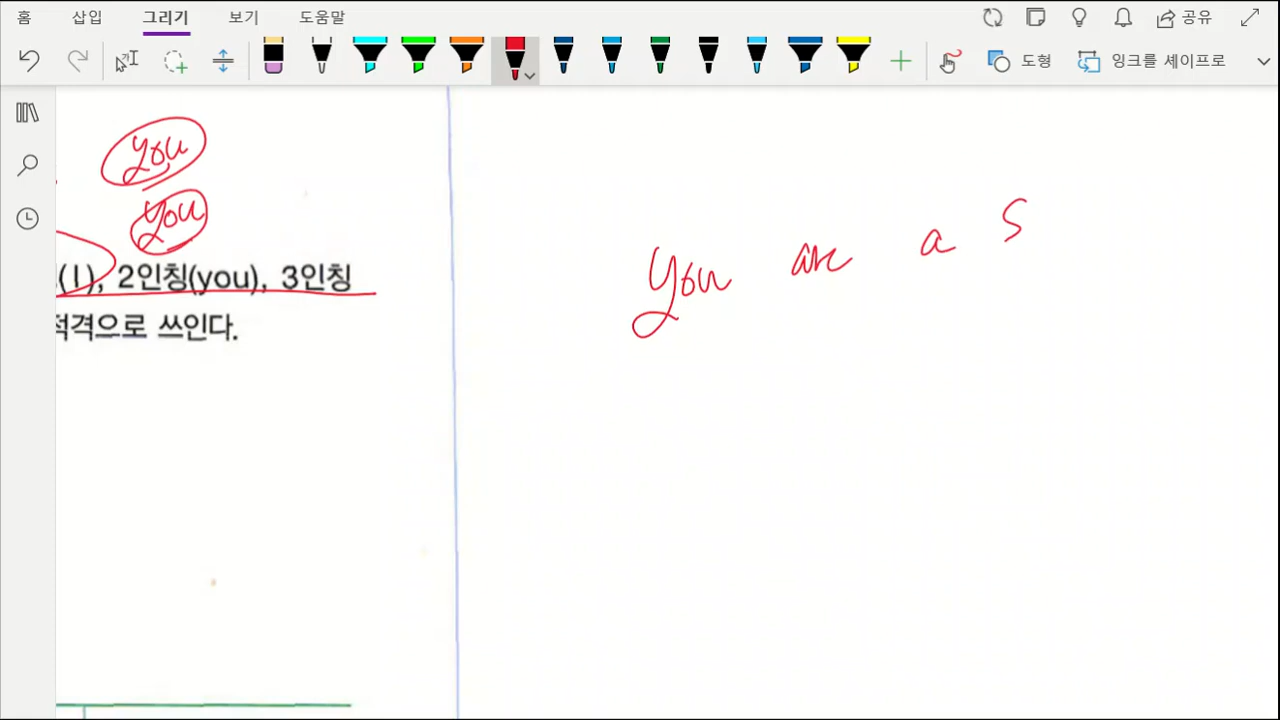 홈 삽입 그리기 보기 도움말 공유
도형 잉크를 셰이프로
you
you
(I), 2인칭(you), 3인칭
적격으로 쓰인다.
you are a s